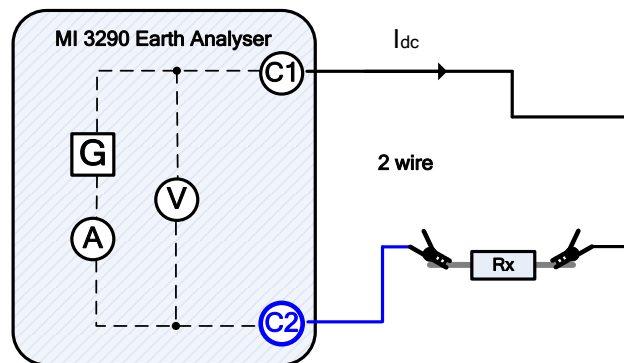 MI 3290 Earth Analyser
C1
Idc
G
2 wire
V
A
Rx
C2